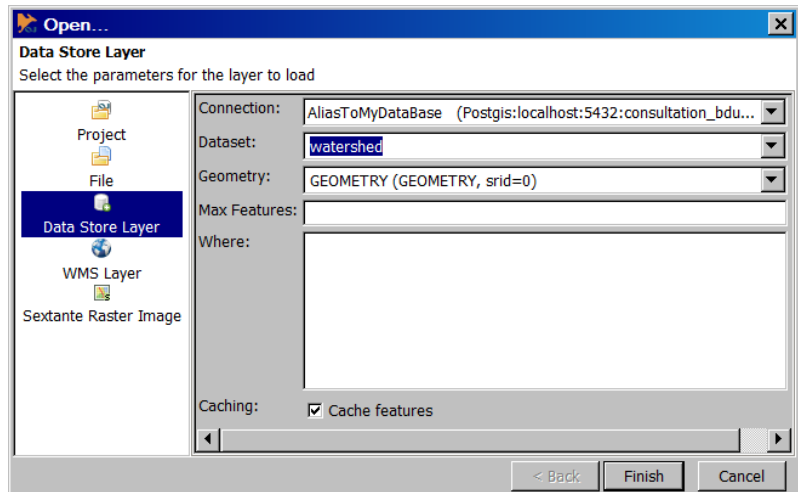 Open...
Data Store Layer
Select the parameters for the layer to load
Project
File
Data Store Layer
WMS Layer
Sextante Raster Image
Connection: AliasToMyDataBase (Postgis:localhost:5432:consultation_bdu...
Dataset: watershed
Geometry: GEOMETRY (GEOMETRY, srid=0)
Max Features:
Where:
Caching: Cache features
< Back Finish Cancel